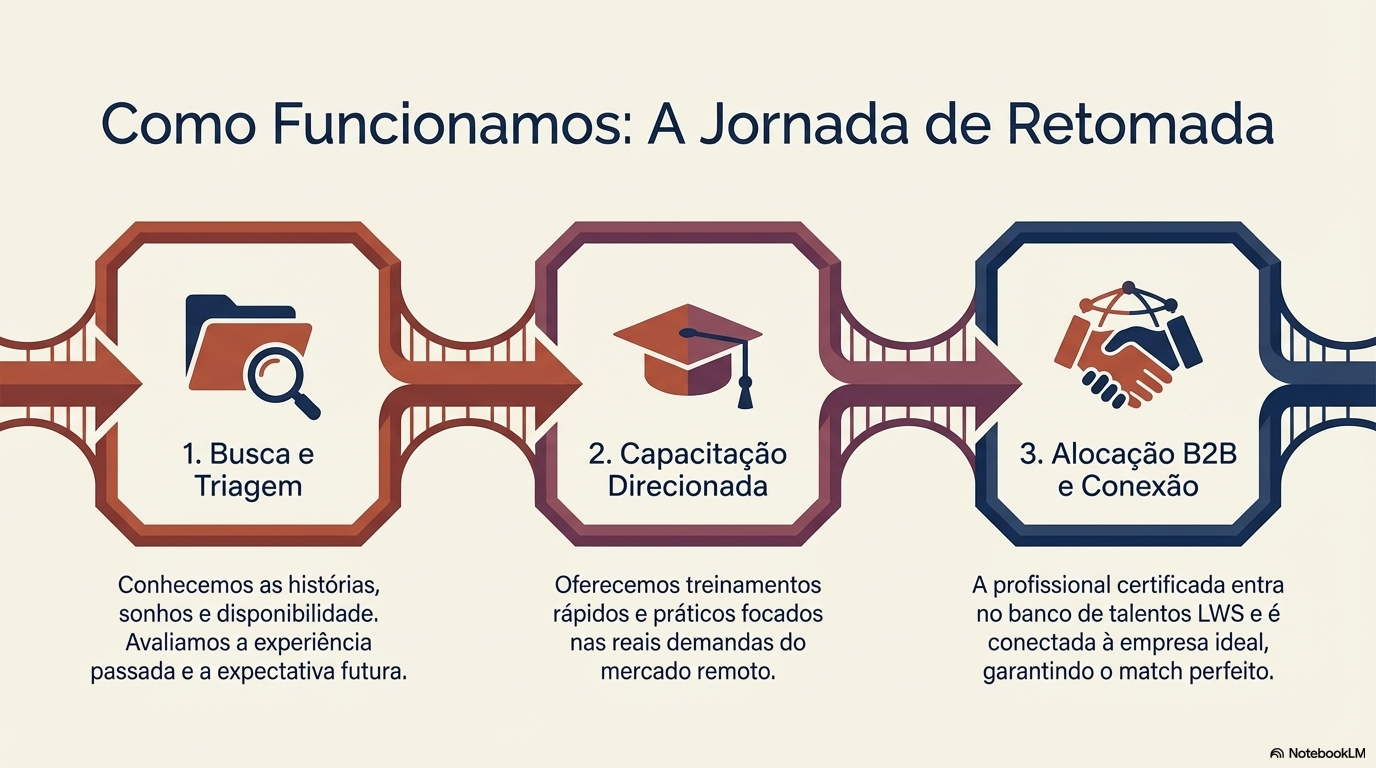 Como Funcionamos: A Jornada de Retomada
1. Busca e
Triagem
Conhecemos as histórias,
sonhos e disponibilidade.
Avaliamos a experiência
passada e a expectativa futura.
2. Capacitação
Direcionada
Oferecemos treinamentos
rápidos e práticos focados
nas reais demandas do
mercado remoto.
3. Alocação B2B
e Conexão
A profissional certificada entra
no banco de talentos LWS e é
conectada à empresa ideal,
garantindo o match perfeito.
NotebookLM